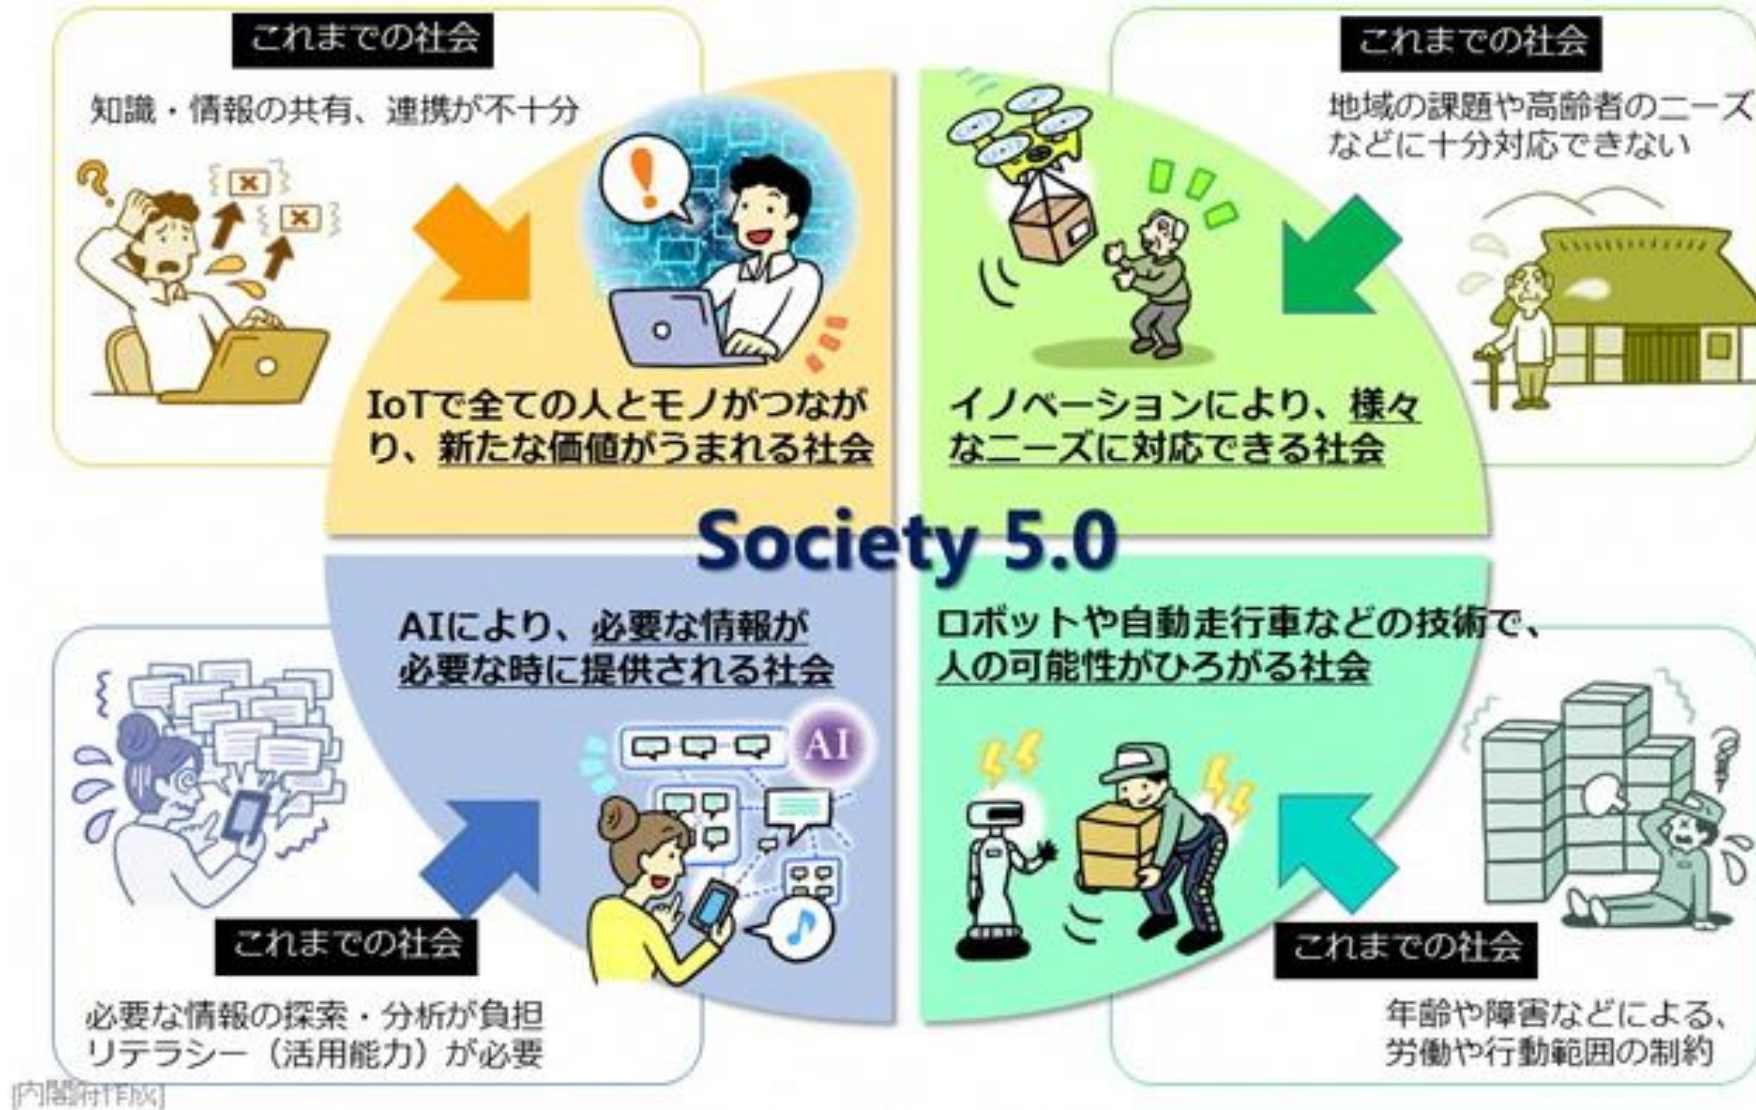 これまでの社会
知識・情報の共有、連携が不十分
IoTで全ての人とモノがつなが
り、新たな価値がうまれる社会
これまでの社会
地域の課題や高齢者のニーズ
などに十分対応できない
イノベーションにより、様々
なニーズに対応できる社会
Society 5.0
AIにより、必要な情報が
必要な時に提供される社会
AI
これまでの社会
必要な情報の探索・分析が負担
リテラシー（活用能力）が必要
ロボットや自動走行車などの技術で、
人の可能性がひろがる社会
これまでの社会
年齢や障害などによる、
労働や行動範囲の制約
[内閣府作成]